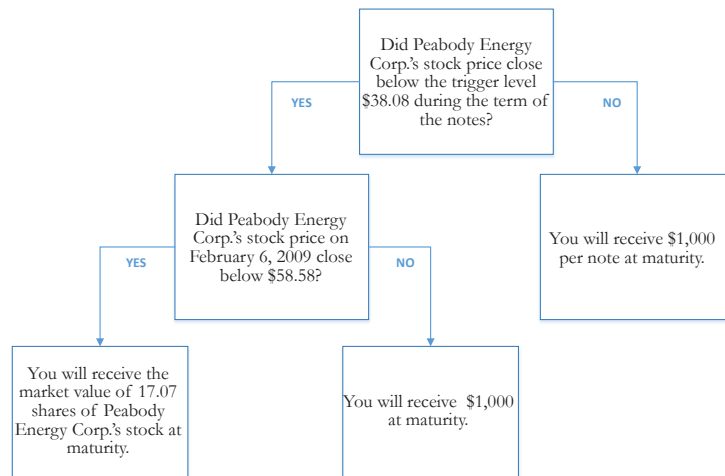 Did Peabody Energy
Corp.'s stock price close
below the trigger level
$38.08 during the term of
the notes?
YES
NO
Did Peabody Energy
Corp.'s stock price on
February 6, 2009 close
below $58.58?
You will receive $1,000
per note at maturity.
YES
NO
You will receive the
market value of 17.07
shares of Peabody
Energy Corp.'s stock at
maturity.
You will receive $1,000
at maturity.